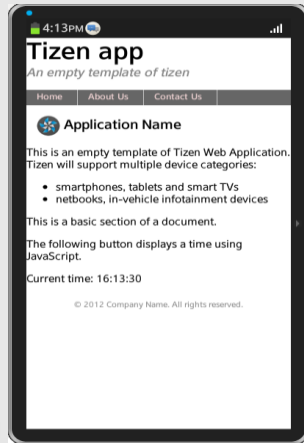 4:13PM
Tizen app
An empty template of tizen
Home About Us Contact Us
Application Name
This is an empty template of Tizen Web Application.
Tizen will support multiple device categories:
• smartphones, tablets and smart TVs
• netbooks, in-vehicle infotainment devices
This is a basic section of a document.
The following button displays a time using
JavaScript.
Current time: 16:13:30
© 2012 Company Name. All rights reserved.